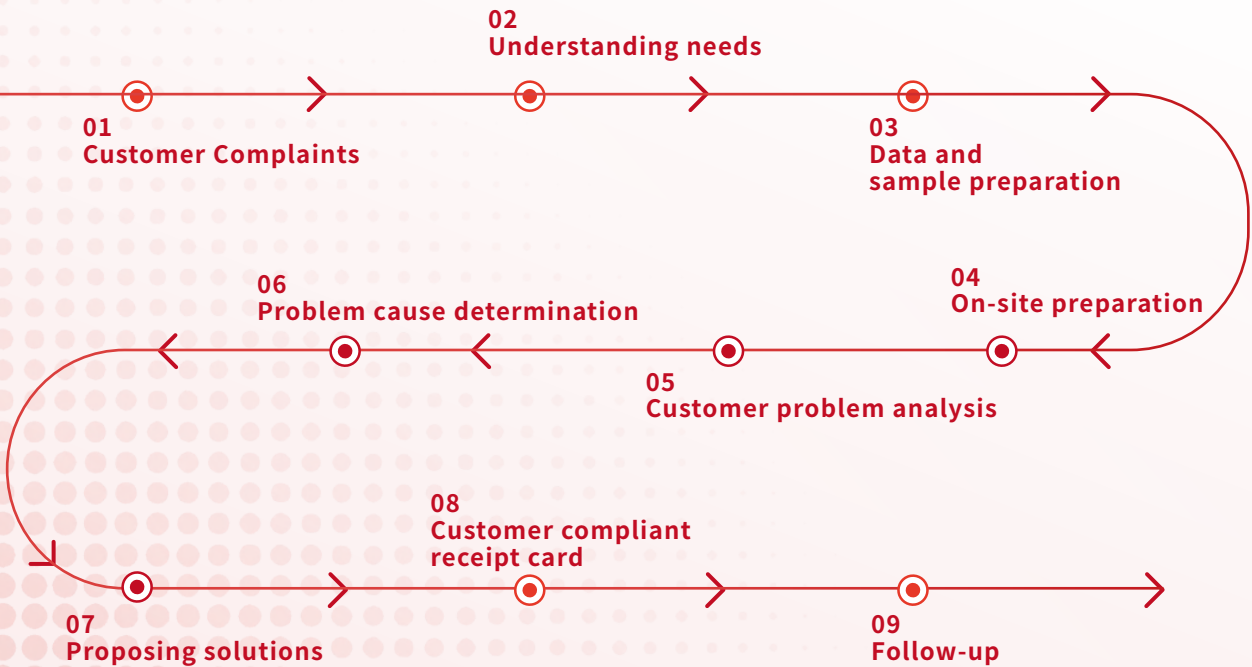 01
Customer Complaints
02
Understanding needs
03
Data and
sample preparation
04
On-site preparation
05
Customer problem analysis
06
Problem cause determination
07
Proposing solutions
08
Customer compliant
receipt card
09
Follow-up